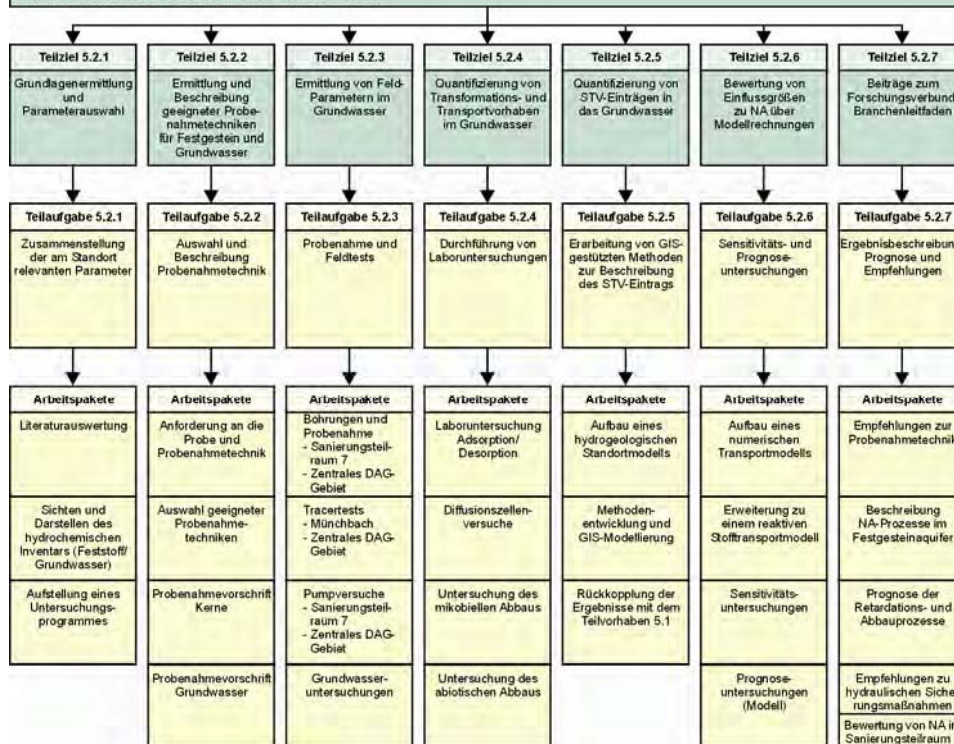 Teilziel 5.2.1
Grundlagenermittlung
und
Parameterauswahl
Teilziel 5.2.2
Ermittlung und
Beschreibung
geeigneter Probe-
nahmetechniken
für Festgestein und
Grundwasser
Teilziel 5.2.3
Ermittlung von Feld-
Parametern im
Grundwasser
Teilziel 5.2.4
Quantifizierung von
Transformations- und
Transportvorhaben
im Grundwasser
Teilziel 5.2.5
Quantifizierung von
STV-Einträgen in
das Grundwasser
Teilziel 5.2.6
Bewertung von
Einflussgrößen
zu NA über
Modellrechnungen
Teilziel 5.2.7
Beiträge zum
Forschungsverbund
Branchenleitfaden
Teilaufgabe 5.2.1
Zusammenstellung
der am Standort
relevanten Parameter
Teilaufgabe 5.2.2
Auswahl und
Beschreibung
Probenahmetechnik
Teilaufgabe 5.2.3
Probenahme und
Feldtests
Teilaufgabe 5.2.4
Durchführung von
Laboruntersuchungen
Teilaufgabe 5.2.5
Erarbeitung von GIS-
gestützten Methoden
zur Beschreibung
des STV-Eintrags
Teilaufgabe 5.2.6
Sensitivitäts- und
Prognose-
untersuchungen
Teilaufgabe 5.2.7
Ergebnisbeschreibun
Prognose und
Empfehlungen
Arbeitspakete
Literaturauswertung
Sichten und
Darstellen des
hydrochemischen
Inventars (Feststoff/
Grundwasser)
Aufstellung eines
Untersuchungs-
programmes
Arbeitspakete
Anforderung an die
Probe und
Probenahmetechnik
Auswahl geeigneter
Probenahme-
techniken
Probenahmevorschrift
Kerne
Probenahmevorschrift
Grundwasser
Arbeitspakete
Bohrungen und
Probenahme
- Sanierungsteil-
raum 7
- Zentrales DAG-
Gebiet
Tracertests
- Münchbach
- Zentrales DAG-
Gebiet
Pumpversuche
- Sanierungsteil-
raum 7
- Zentrales DAG-
Gebiet
Grundwasser-
untersuchungen
Arbeitspakete
Laboruntersuchung
Adsorption/
Desorption
Diffusionszellen-
versuche
Untersuchung des
mikobiellen Abbaus
Untersuchung des
abiotischen Abbaus
Arbeitspakete
Aufbau eines
hydrogeologischen
Standortmodells
Methoden-
entwicklung und
GIS-Modellierung
Rückkopplung der
Ergebnisse mit dem
Teilvorhaben 5.1
Arbeitspakete
Aufbau eines
numerischen
Transportmodells
Erweiterung zu
einem reaktiven
Stofftransportmodell
Sensitivitäts-
untersuchungen
Prognose-
untersuchungen
(Modell)
Arbeitspakete
Empfehlungen zur
Probenahmetechnik
Beschreibung
NA-Prozesse im
Festgesteinaquifer
Prognose der
Retardations- und
Abbauprozesse
Empfehlungen zu
hydraulischen Siche
rungsmaßnahmen
Bewertung von NA in
Sanierungsteilraum